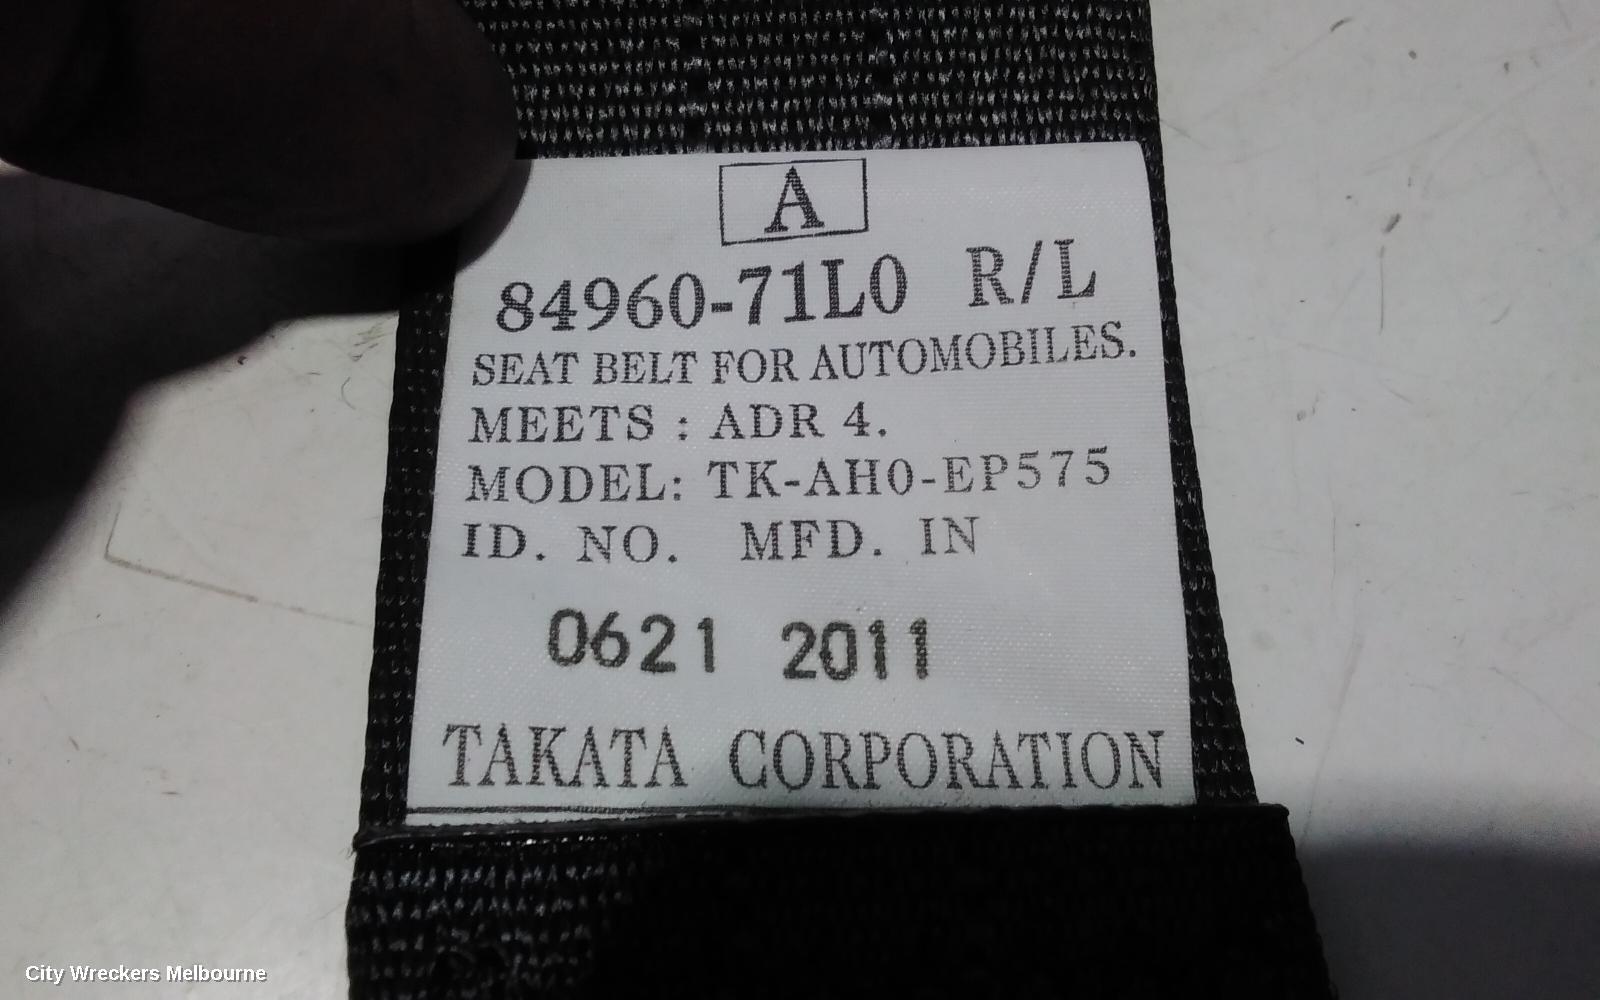 A
84960-71L0 R/L
SEAT BELT FOR AUTOMOBILES.
MEETS : ADR 4.
MODEL: TK-AH0-EP575
ID. NO. MFD. IN
0621 2011
TAKATA CORPORATION
City Wreckers Melbourne